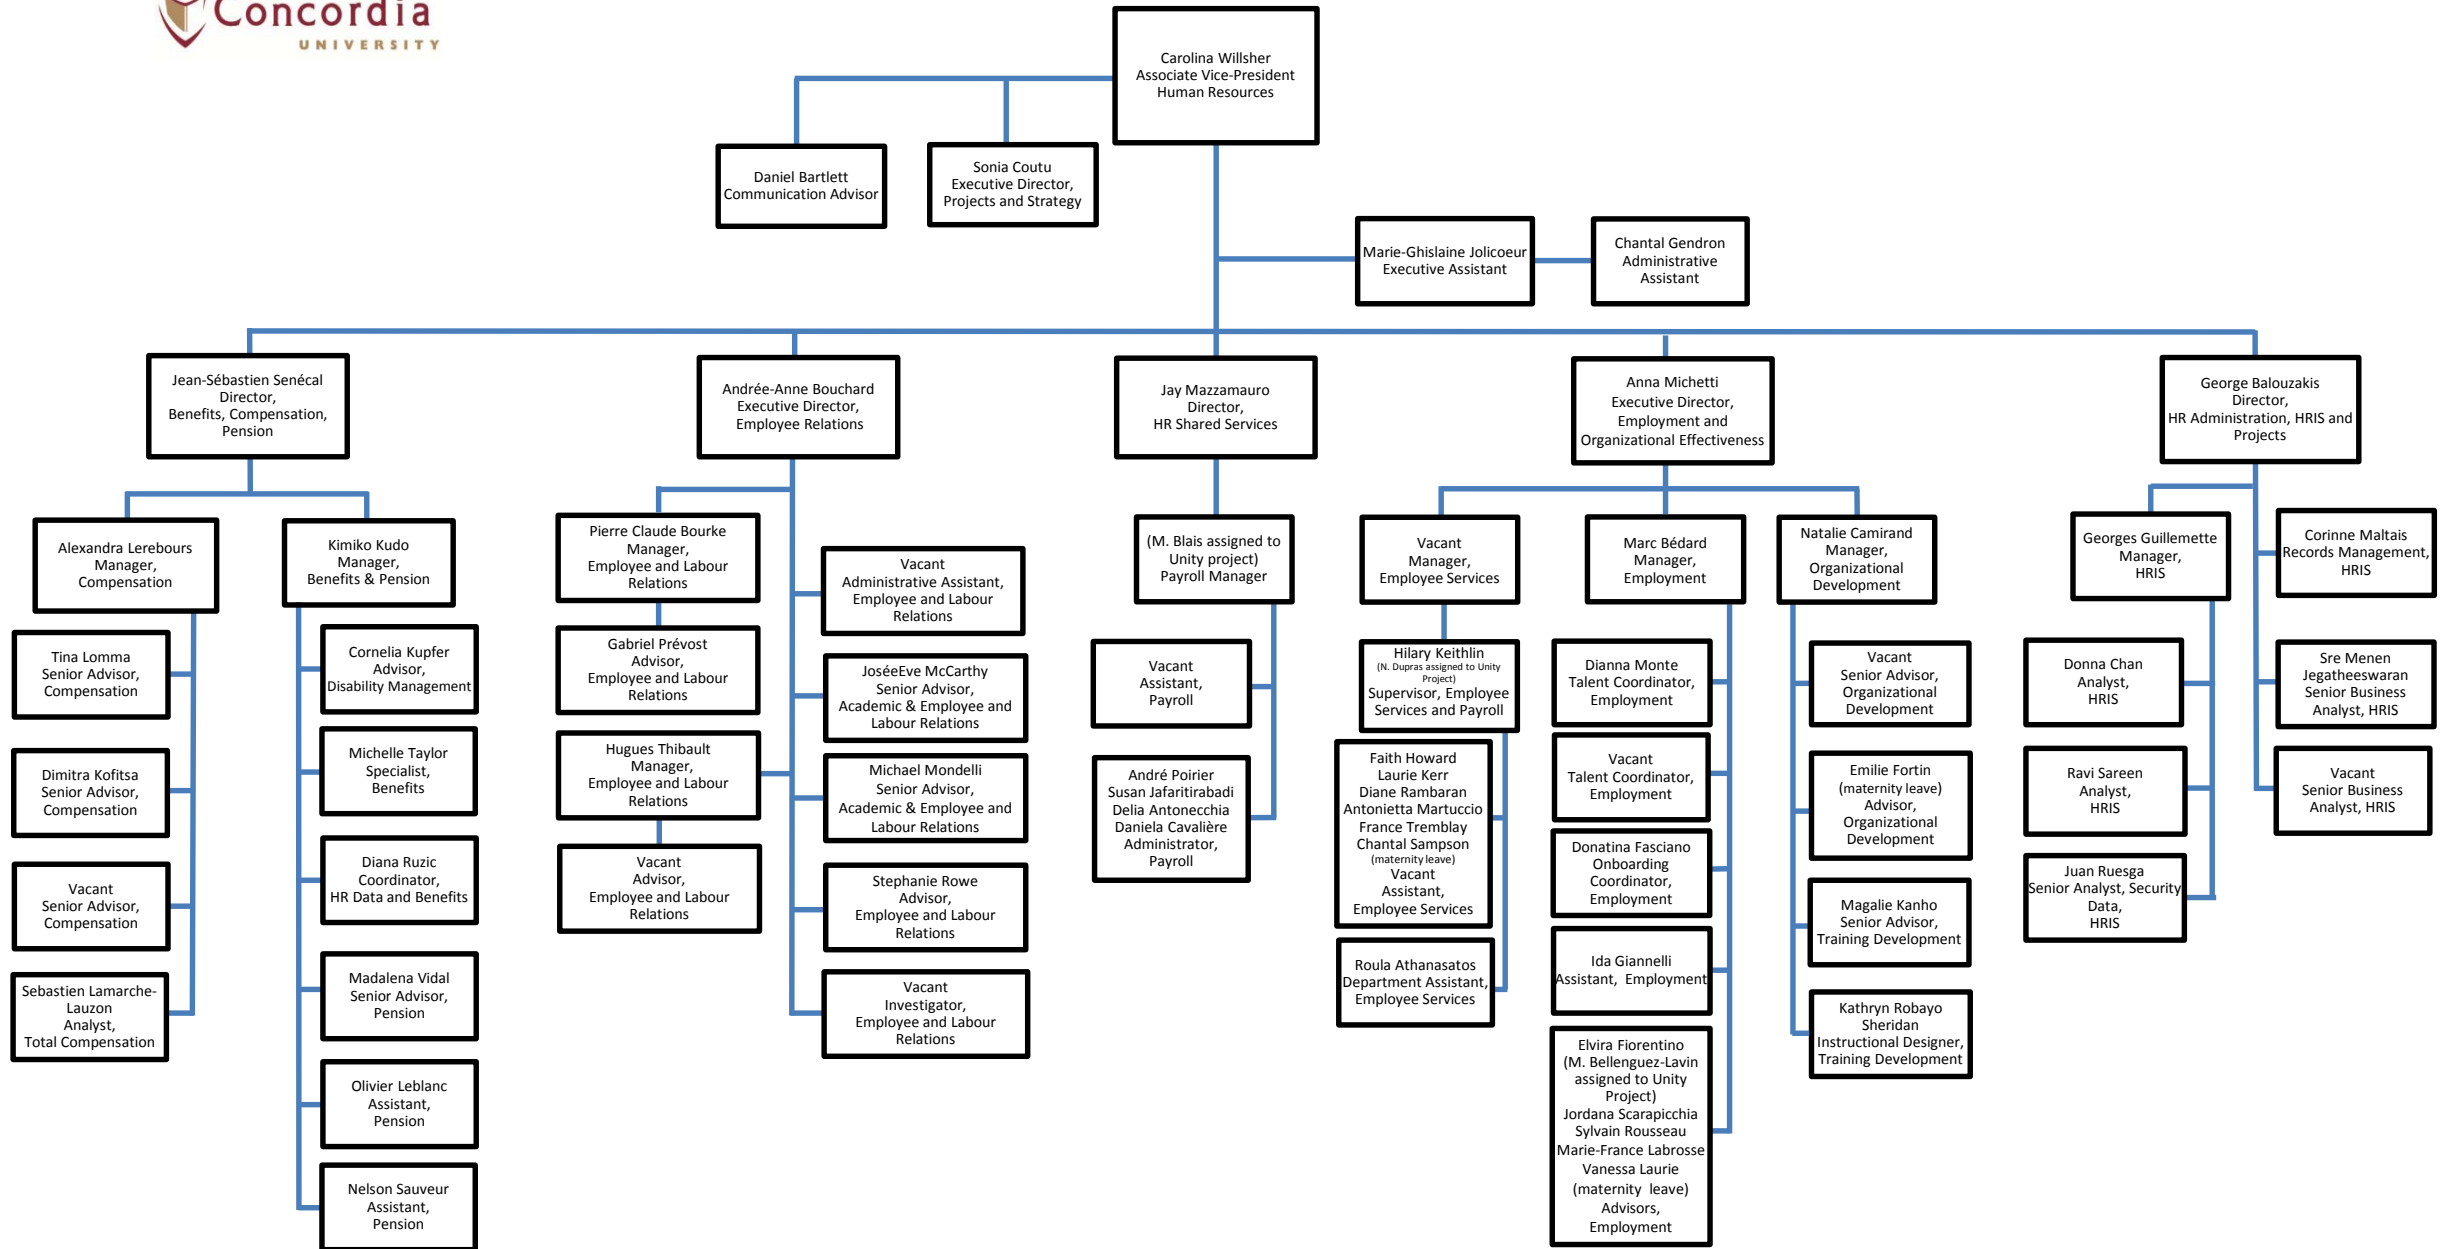 Concordia
UNIVERSITY
Carolina Willsher
Associate Vice-President
Human Resources
Daniel Bartlett
Communication Advisor
Sonia Coutu
Executive Director,
Projects and Strategy
Marie-Ghislaine Jolicoeur
Executive Assistant
Chantal Gendron
Administrative
Assistant
Jean-Sébastien Senécal
Director,
Benefits, Compensation,
Pension
Andrée-Anne Bouchard
Executive Director,
Employee Relations
Jay Mazzamauro
Director,
HR Shared Services
Anna Michetti
Executive Director,
Employment and
Organizational Effectiveness
George Balouzakis
Director,
HR Administration, HRIS and
Projects
Alexandra Lerebours
Manager,
Compensation
Tina Lomma
Senior Advisor,
Compensation
Dimitra Kofitsa
Senior Advisor,
Compensation
Vacant
Senior Advisor,
Compensation
Sebastien Lamarche-
Lauzon
Analyst,
Total Compensation
Kimiko Kudo
Manager,
Benefits & Pension
Cornelia Kupfer
Advisor,
Disability Management
Michelle Taylor
Specialist,
Benefits
Diana Ruzic
Coordinator,
HR Data and Benefits
Madalena Vidal
Senior Advisor,
Pension
Olivier Leblanc
Assistant,
Pension
Nelson Sauveur
Assistant,
Pension
Pierre Claude Bourke
Manager,
Employee and Labour
Relations
Gabriel Prévost
Advisor,
Employee and Labour
Relations
Hugues Thibault
Manager,
Employee and Labour
Relations
Vacant
Advisor,
Employee and Labour
Relations
Vacant
Administrative Assistant,
Employee and Labour
Relations
JoséeEve McCarthy
Senior Advisor,
Academic & Employee and
Labour Relations
Michael Mondelli
Senior Advisor,
Academic & Employee and
Labour Relations
Stephanie Rowe
Advisor,
Employee and Labour
Relations
Vacant
Investigator,
Employee and Labour
Relations
(M. Blais assigned to
Unity project)
Payroll Manager
Vacant
Assistant,
Payroll
André Poirier
Susan Jafaritirabadi
Delia Antonecchia
Daniela Cavalière
Administrator,
Payroll
Vacant
Manager,
Employee Services
Hilary Keithlin
(N. Dupras assigned to Unity
Project)
Supervisor, Employee
Services and Payroll
Faith Howard
Laurie Kerr
Diane Rambaran
Antonietta Martuccio
France Tremblay
Chantal Sampson
(maternity leave)
Vacant
Assistant,
Employee Services
Roula Athanasatos
Department Assistant,
Employee Services
Marc Bédard
Manager,
Employment
Dianna Monte
Talent Coordinator,
Employment
Vacant
Talent Coordinator,
Employment
Donatina Fasciano
Onboarding
Coordinator,
Employment
Ida Giannelli
Assistant, Employment
Elvira Fiorentino
(M. Bellenguez-Lavin
assigned to Unity
Project)
Jordana Scarapicchia
Sylvain Rousseau
Marie-France Labrosse
Vanessa Laurie
(maternity leave)
Advisors,
Employment
Natalie Camirand
Manager,
Organizational
Development
Vacant
Senior Advisor,
Organizational
Development
Emilie Fortin
(maternity leave)
Advisor,
Organizational
Development
Magalie Kanho
Senior Advisor,
Training Development
Kathryn Robayo
Sheridan
Instructional Designer,
Training Development
Georges Guillemette
Manager,
HRIS
Donna Chan
Analyst,
HRIS
Ravi Sareen
Analyst,
HRIS
Juan Ruesga
Senior Analyst, Security
Data,
HRIS
Corinne Maltais
Records Management,
HRIS
Sre Menen
Jegatheeswaran
Senior Business
Analyst, HRIS
Vacant
Senior Business
Analyst, HRIS